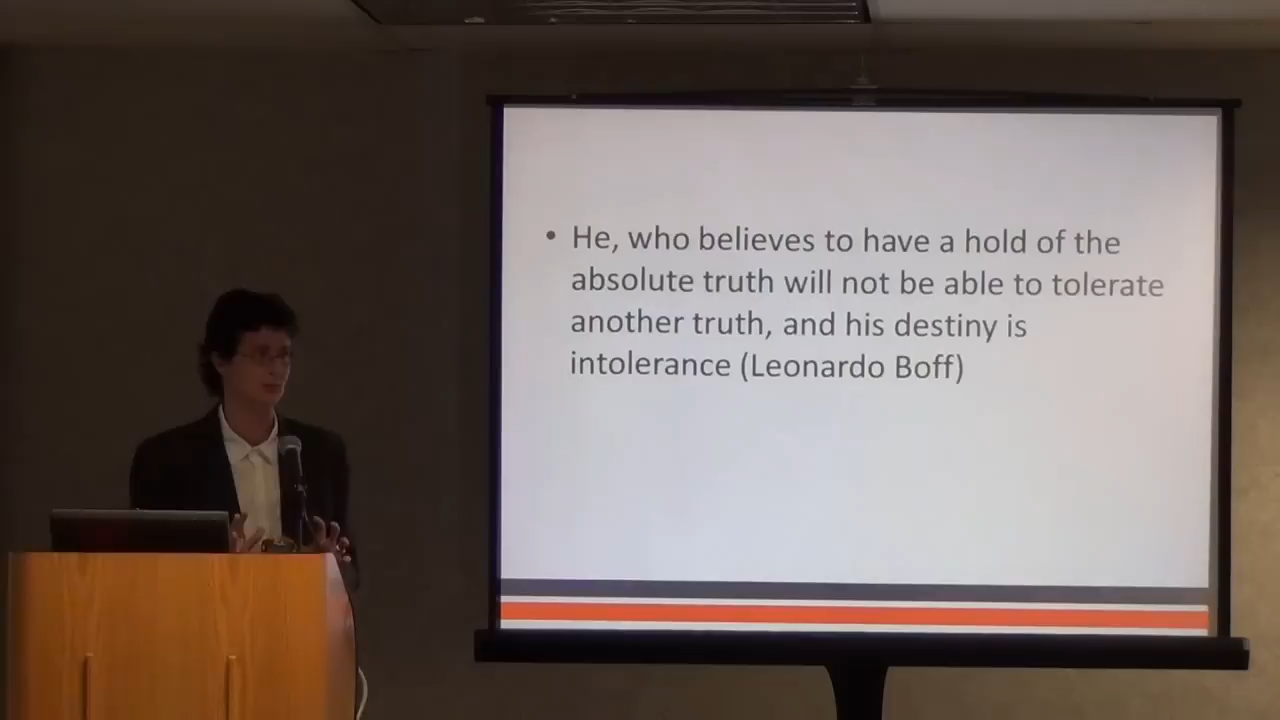 • He, who believes to have a hold of the
absolute truth will not be able to tolerate
another truth, and his destiny is
intolerance (Leonardo Boff)